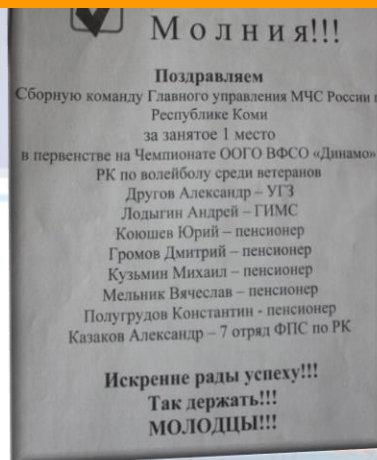 Молния!!!
Поздравляем
Сборную команду Главного управления МЧС России
Республике Коми
за занятое 1 место
в первенстве на Чемпионате ООГО ВФСО «Динамо»
РК по волейболу среди ветеранов
Другов Александр – УГЗ
Лодыгин Андрей – ГИМС
Коюшев Юрий – пенсионер
Громов Дмитрий – пенсионер
Кузьмин Михаил – пенсионер
Мельник Вячеслав – пенсионер
Полугрудов Константин - пенсионер
Казаков Александр – 7 отряд ФПС по РК
Искренне рады успеху!!!
Так держать!!!
МОЛОДЦЫ!!!